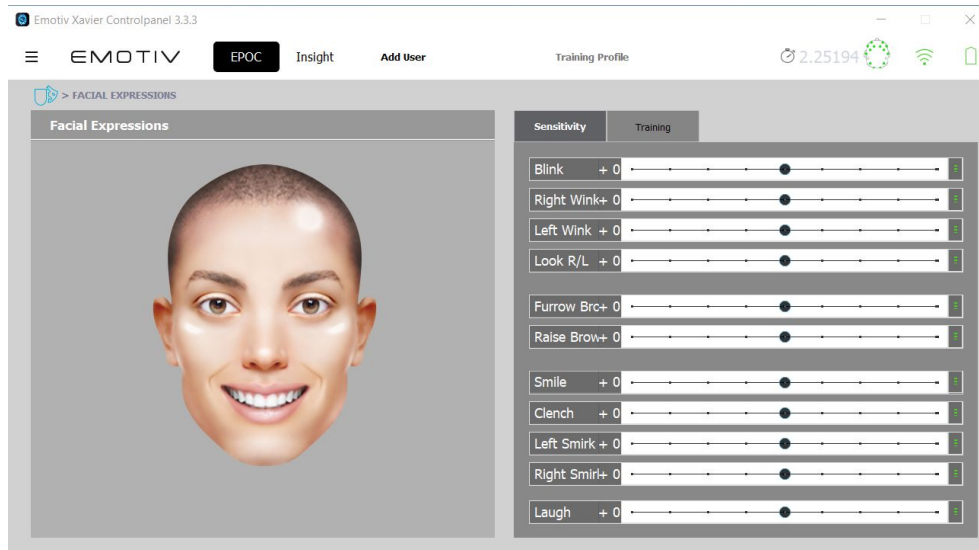 Emotiv Xavier Controlpanel 3.3.3
EMOTIV EPOC Insight Add User Training Profile 2.25194
> FACIAL EXPRESSIONS
Facial Expressions
Sensitivity Training
Blink + 0
Right Wink+ 0
Left Wink + 0
Look R/L + 0
Furrow Bro+ 0
Raise Brow+ 0
Smile + 0
Clench + 0
Left Smirk + 0
Right Smirl+ 0
Laugh + 0